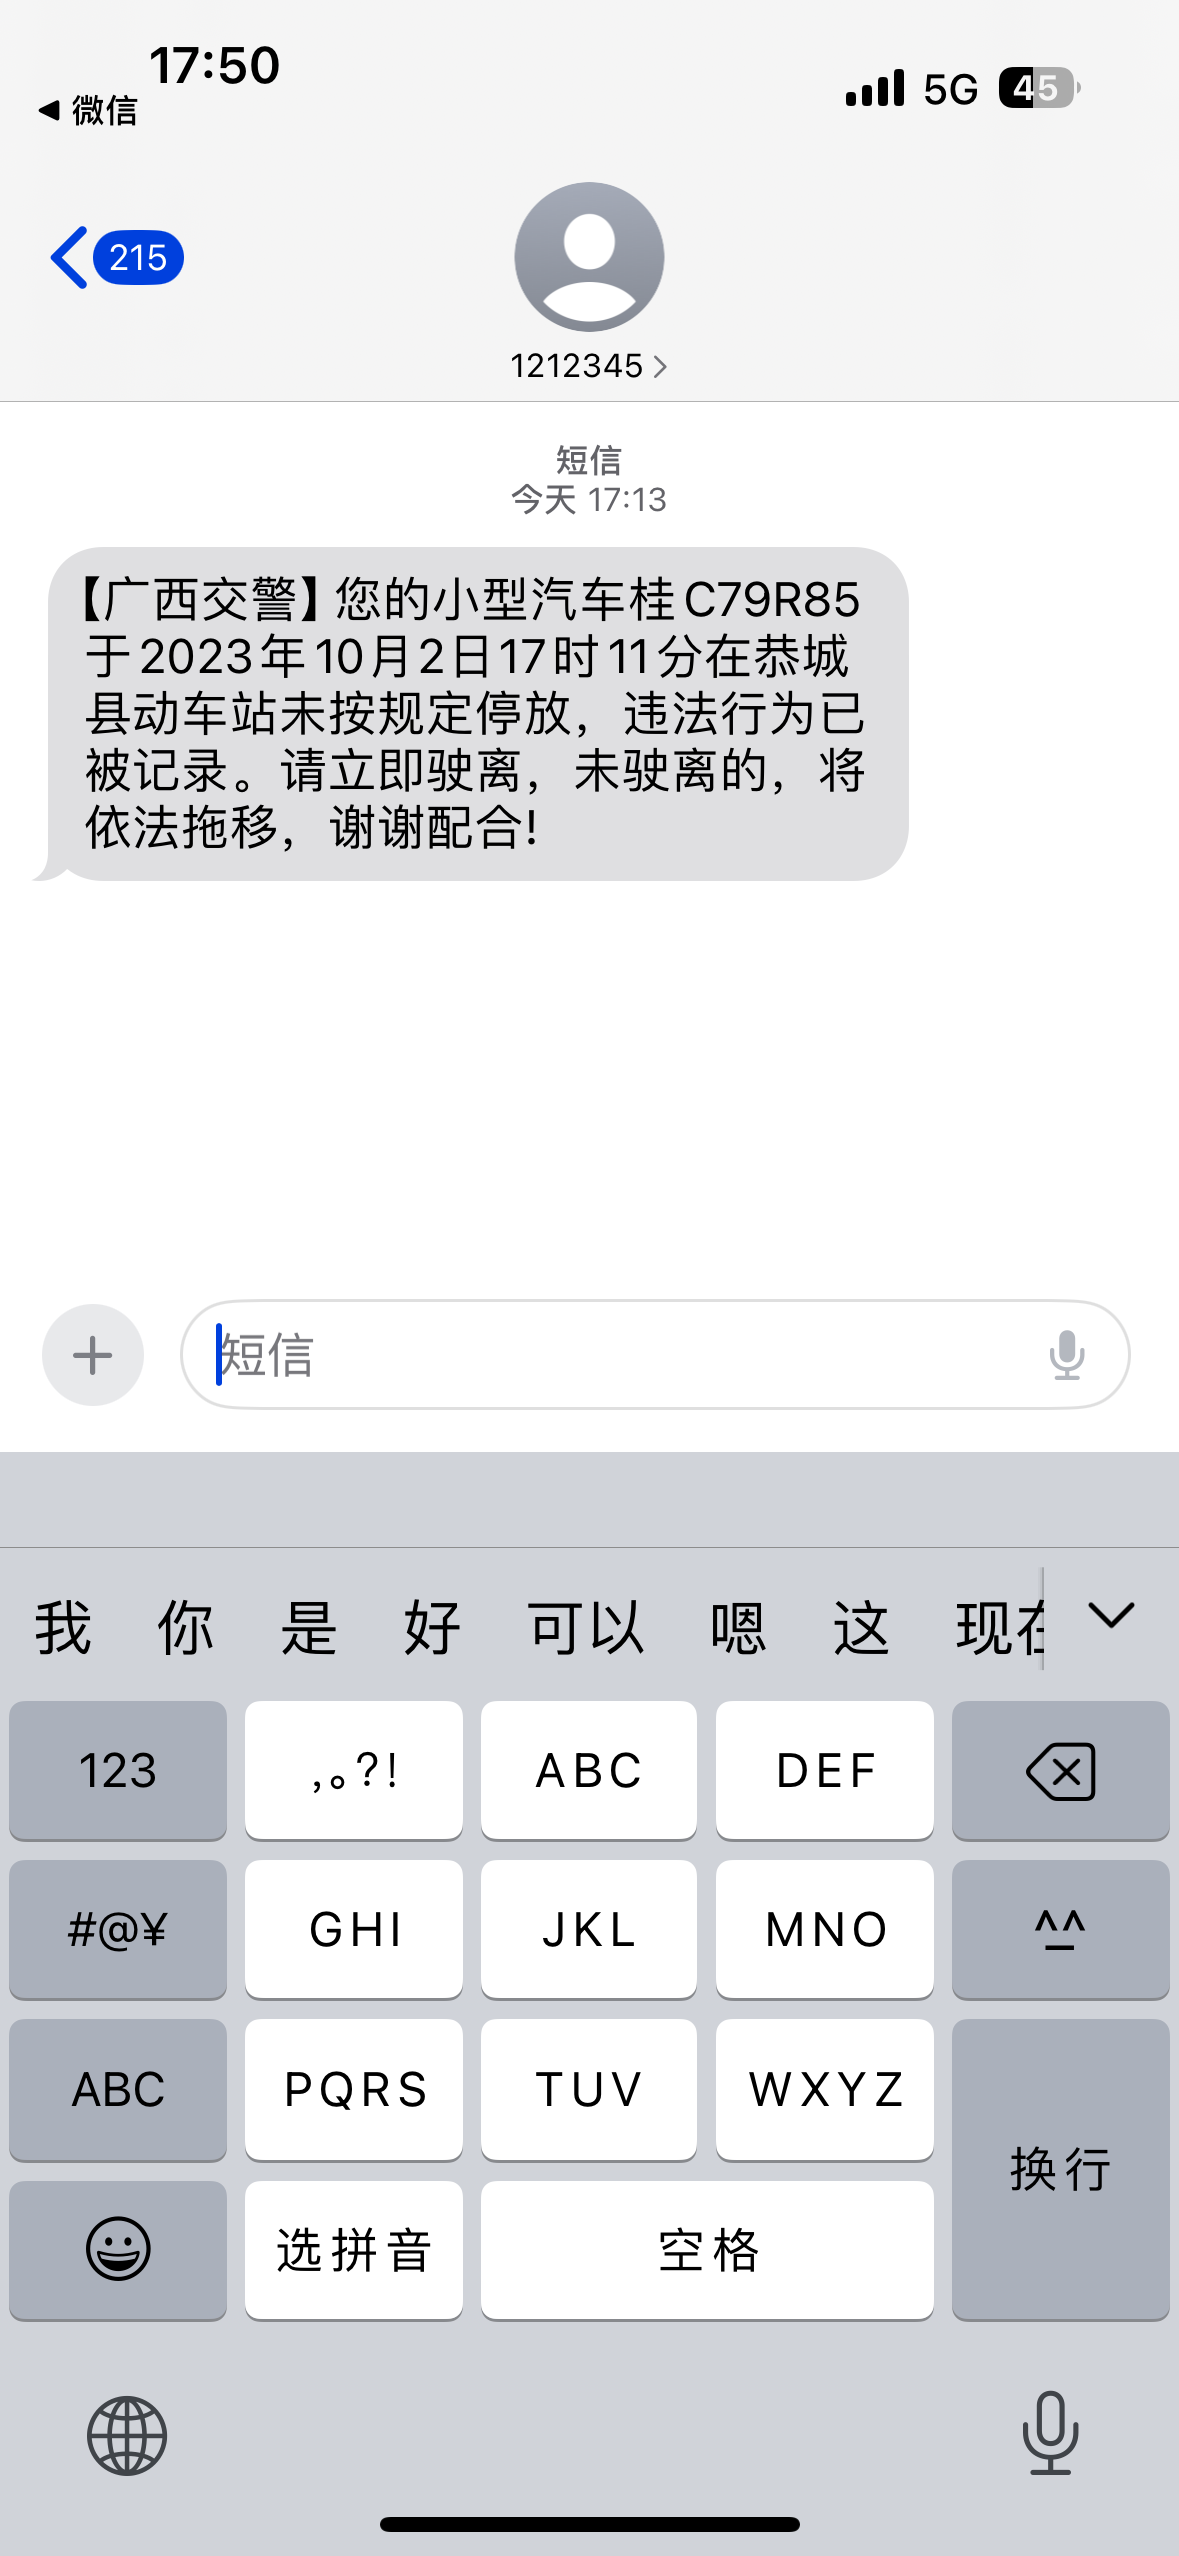 17:50
微信
5G
45
215
1212345
短信
今天 17:13
【广西交警】您的小型汽车桂C79R85
于2023年10月2日17时11分在恭城
县动车站未按规定停放，违法行为已
被记录。请立即驶离，未驶离的，将
依法拖移，谢谢配合!
短信
我 你 是 好 可以 嗯 这 现在
123 ,。?! ABC DEF
#@¥ GHI JKL MNO ^_^
ABC PQRS TUV WXYZ
换行
选拼音 空格